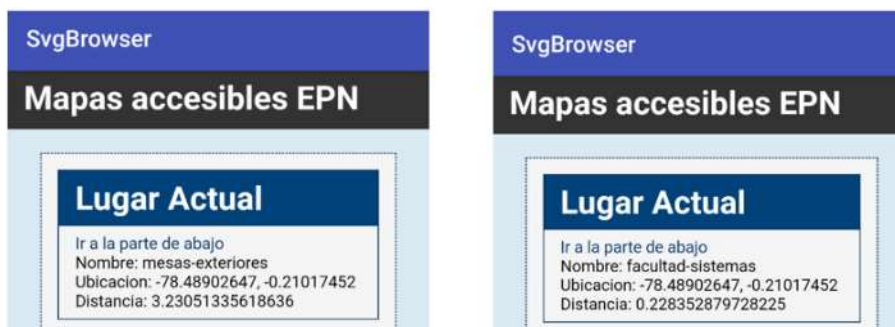 SvgBrowser
Mapas accesibles EPN
Lugar Actual
Ir a la parte de abajo
Nombre: mesas-exteriores
Ubicacion: -78.48902647, -0.21017452
Distancia: 3.23051335618636
SvgBrowser
Mapas accesibles EPN
Lugar Actual
Ir a la parte de abajo
Nombre: facultad-sistemas
Ubicacion: -78.48902647, -0.21017452
Distancia: 0.228352879728225